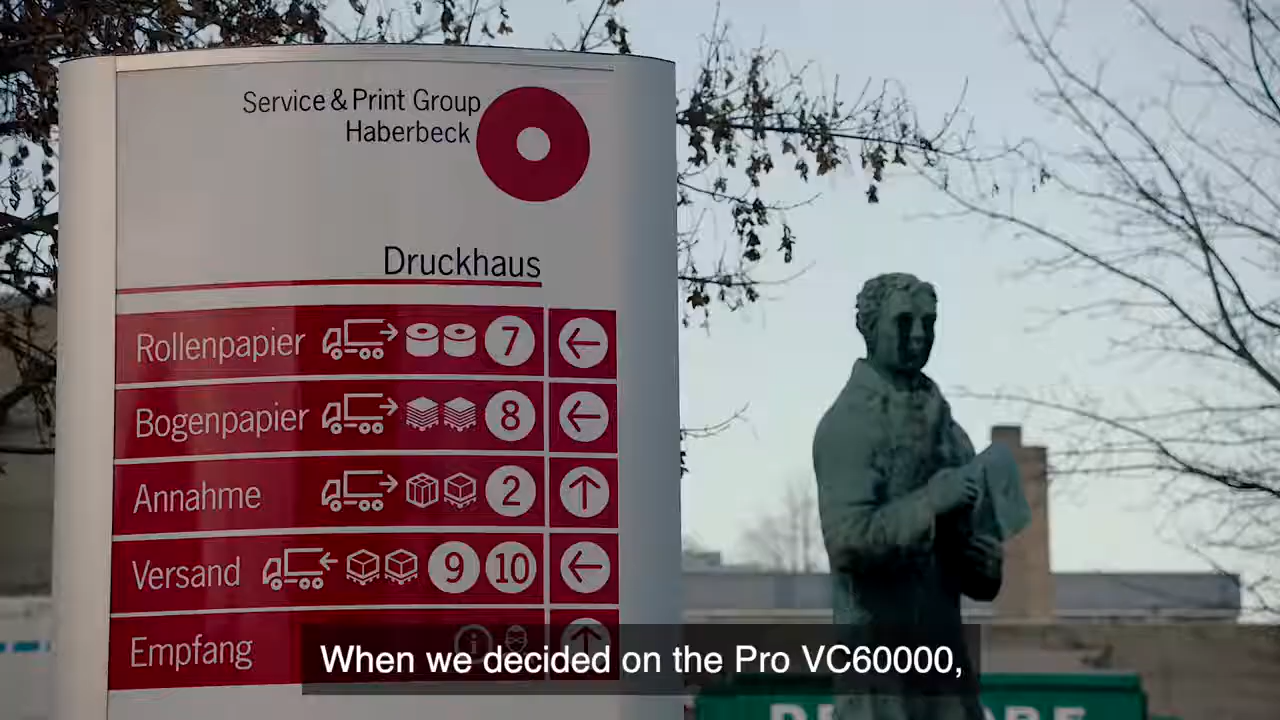 Service & Print Group
Haberbeck
Druckhaus
Rollenpapier 7 ←
Bogenpapier 8 ←
Annahme 2 ↑
Versand 9 10 ←
Empfang i ↑
When we decided on the Pro VC60000,